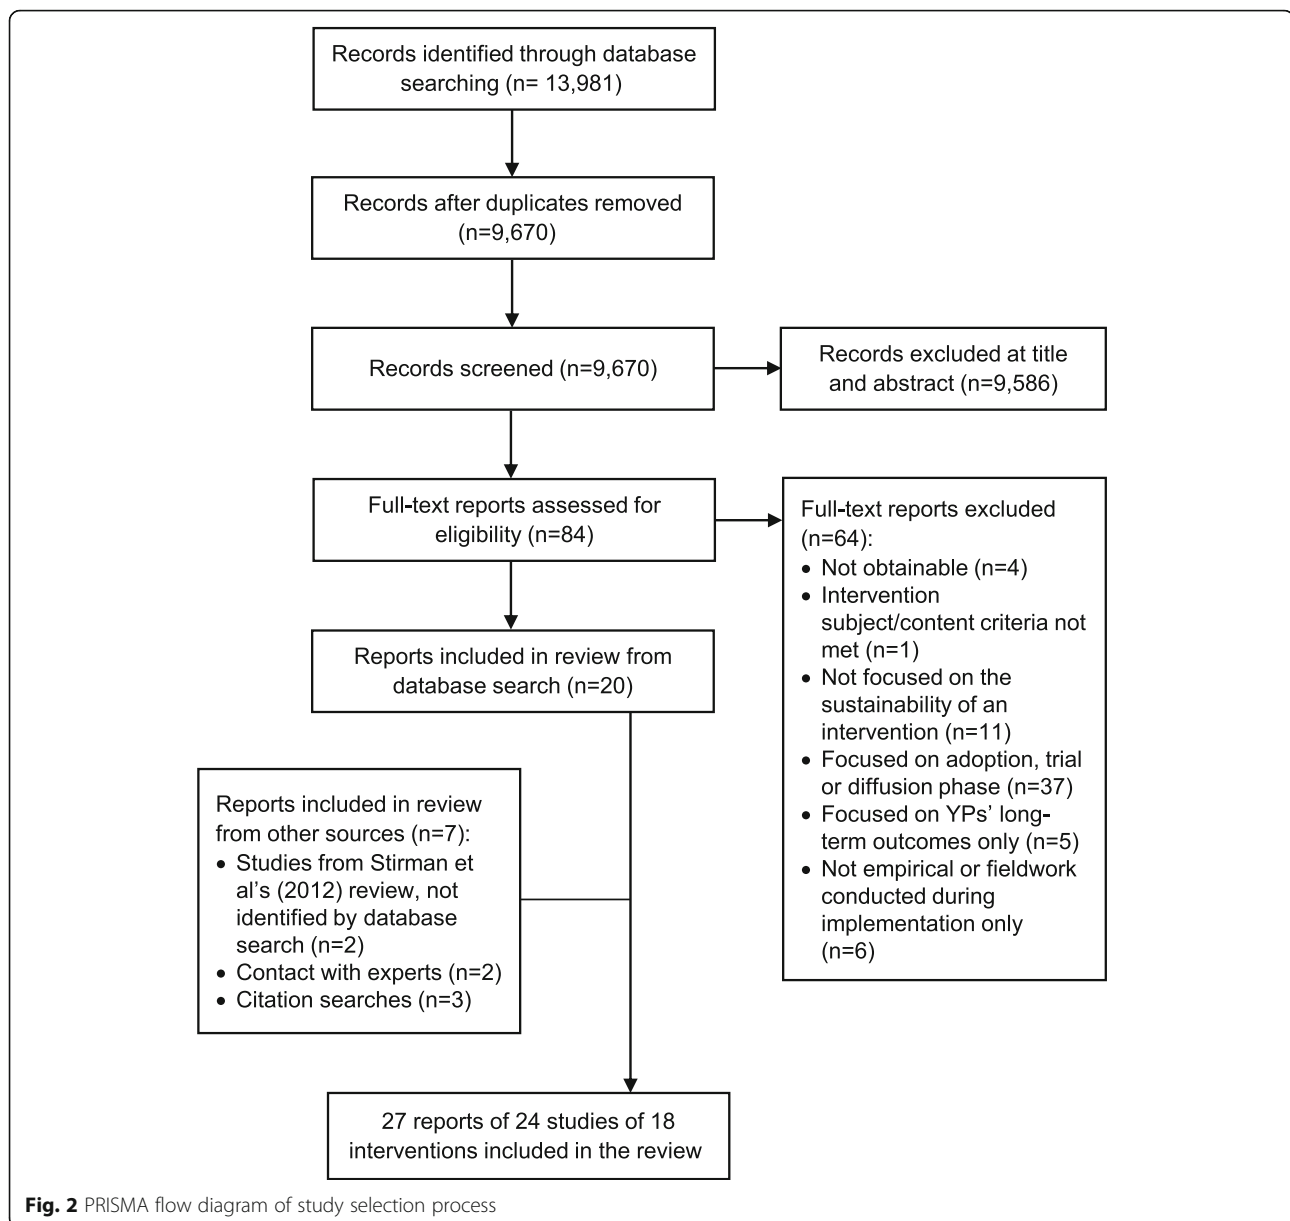 Records identified through database
searching (n= 13,981)
Records after duplicates removed
(n=9,670)
Records screened (n=9,670)
Records excluded at title
and abstract (n=9,586)
Full-text reports assessed for
eligibility (n=84)
Full-text reports excluded
(n=64):
• Not obtainable (n=4)
• Intervention
subject/content criteria not
met (n=1)
• Not focused on the
sustainability of an
intervention (n=11)
• Focused on adoption, trial
or diffusion phase (n=37)
• Focused on YPs' long-
term outcomes only (n=5)
• Not empirical or fieldwork
conducted during
implementation only
(n=6)
Reports included in review from
database search (n=20)
Reports included in review
from other sources (n=7):
• Studies from Stirman et
al's (2012) review, not
identified by database
search (n=2)
• Contact with experts (n=2)
• Citation searches (n=3)
27 reports of 24 studies of 18
interventions included in the review
Fig. 2 PRISMA flow diagram of study selection process